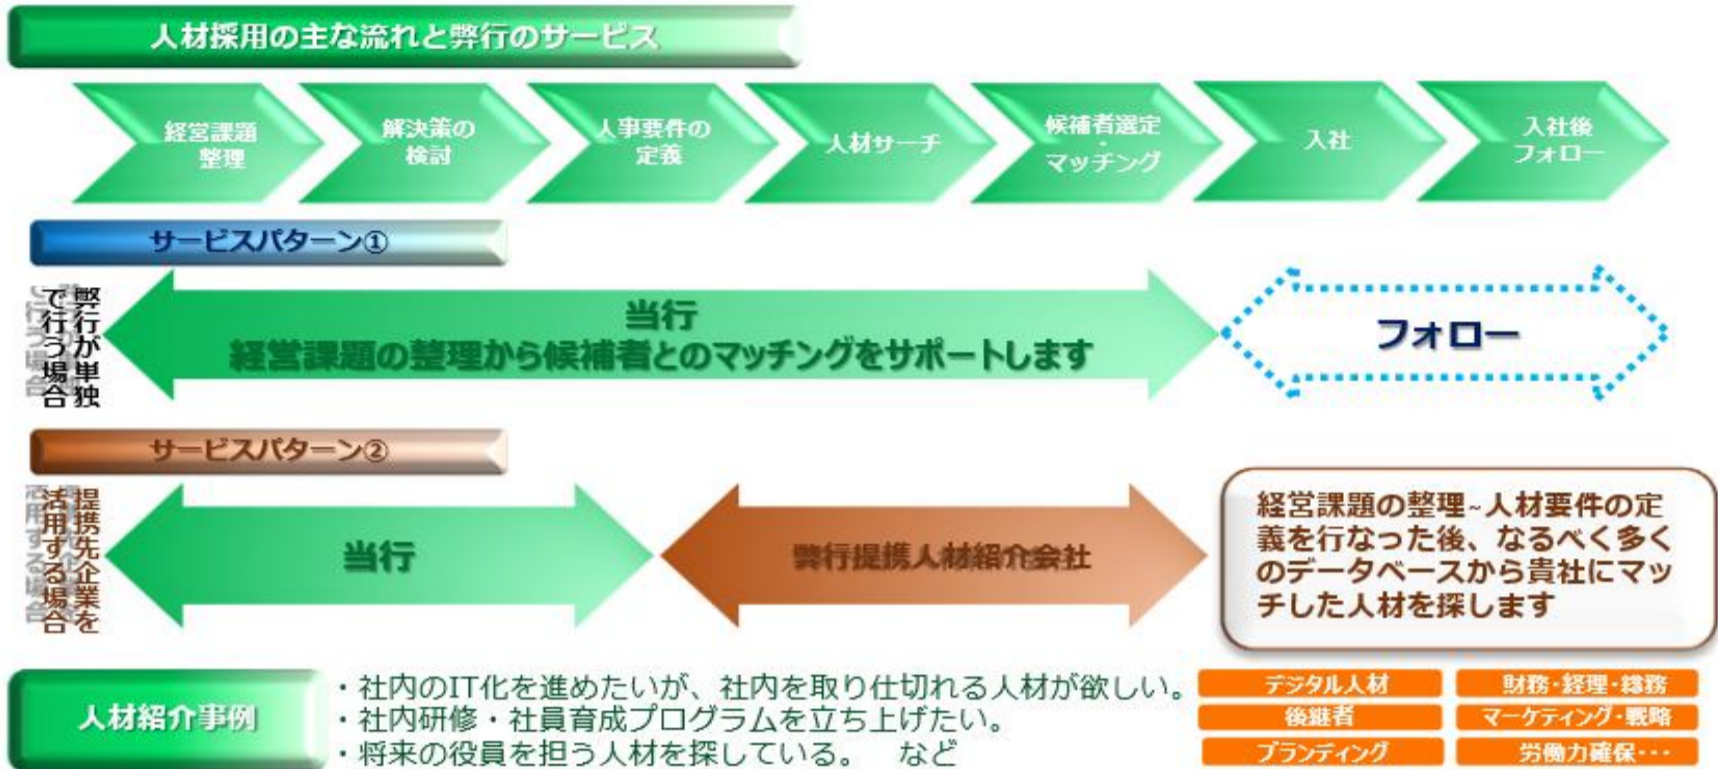 人材採用の主な流れと弊行のサービス
経営課題
整理
解決策の
検討
人事要件の
定義
人材サーチ
候補者選定
・
マッチング
入社
入社後
フォロー
サービスパターン①
弊行が単独
で行う場合
当行
経営課題の整理から候補者とのマッチングをサポートします
フォロー
サービスパターン②
提携先企業を
活用する場合
当行
弊行提携人材紹介会社
経営課題の整理~人材要件の定
義を行なった後、なるべく多く
のデータベースから貴社にマッ
チした人材を探します
人材紹介事例
・社内のIT化を進めたいが、社内を取り仕切れる人材が欲しい。
・社内研修・社員育成プログラムを立ち上げたい。
・将来の役員を担う人材を探している。　など
デジタル人材
財務・経理・総務
後継者
マーケティング・戦略
ブランディング
労働力確保・・・